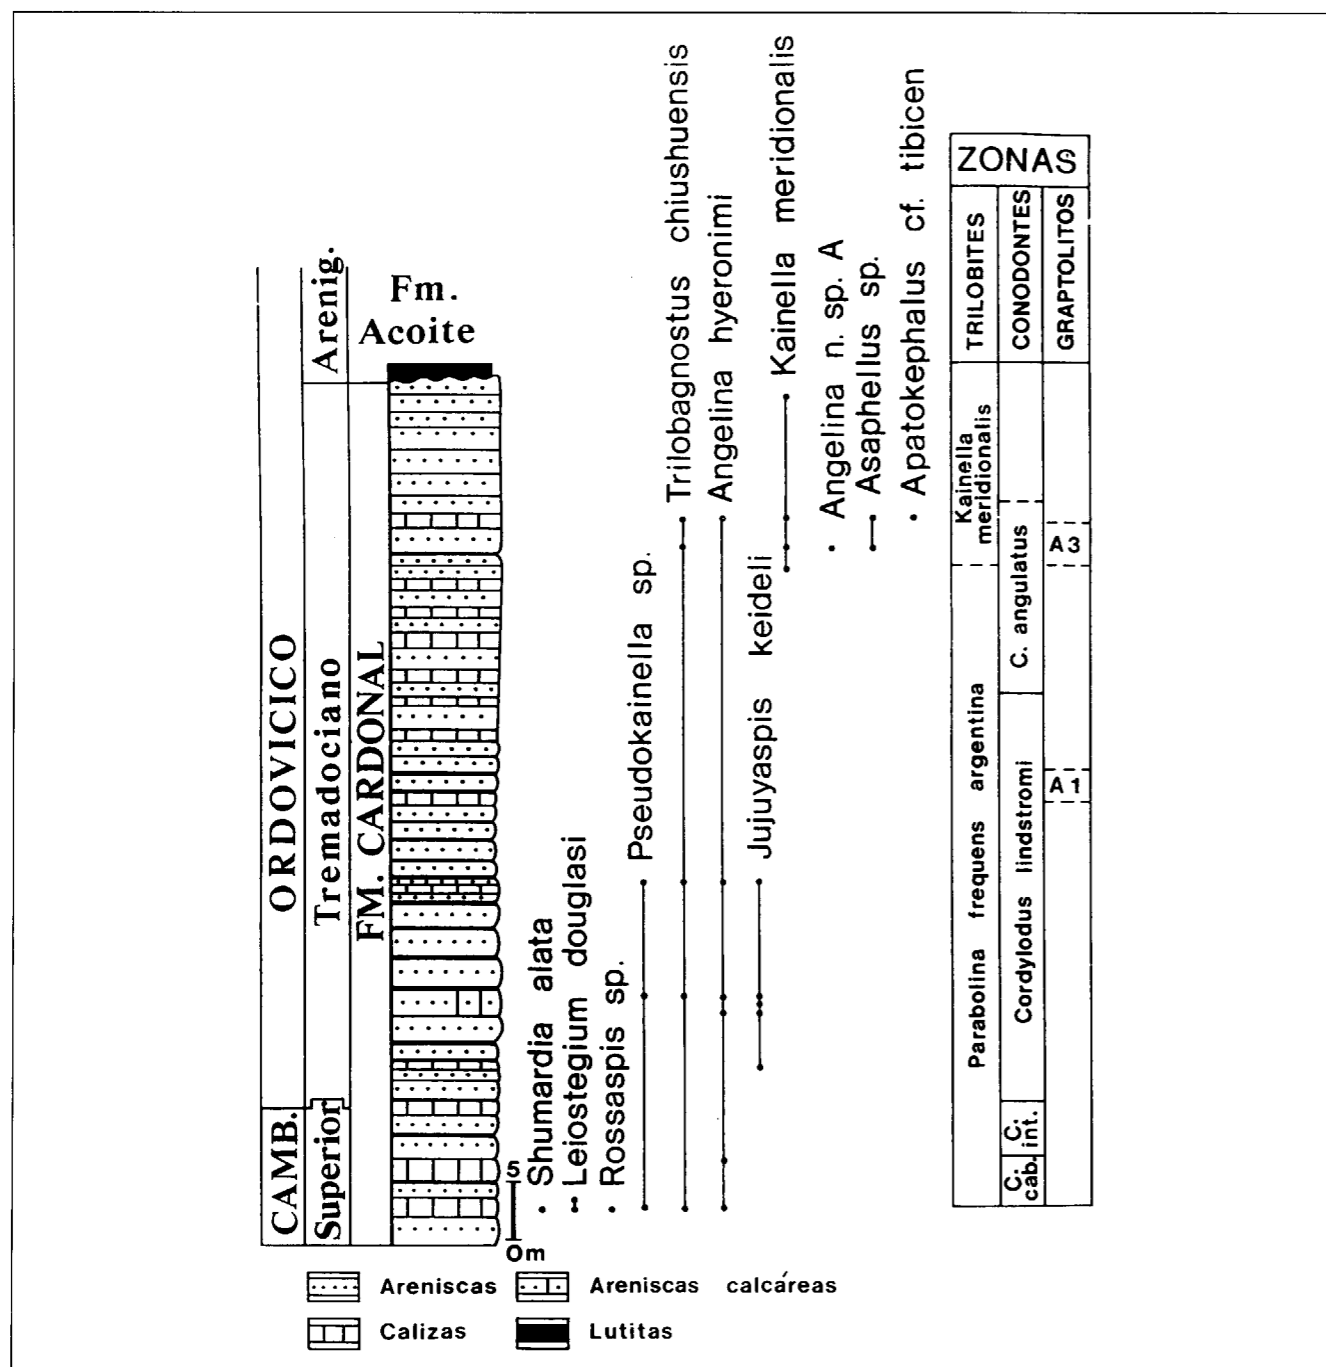 ORDOVICICO
CAMB.
Arenig.
Tremadociano
Superior
Fm.
Acoite
FM. CARDONAL
5
0m
Shumardia alata
Leiostegium douglasi
Rossaspis sp.
Pseudokainella sp.
Trilobagnostus chiushuensis
Angelina hyeronimi
Jujuyaspis keideli
Kainella meridionalis
Angelina n. sp. A
Asaphellus sp.
Apatokephalus cf. tibicen
ZONAS
TRILOBITES
CONODONTES
GRAPTOLITOS
Kainella
meridionalis
Parabolina frequens argentina
C. angulatus
Cordylodus lindstromi
C.
int.
C.
cab.
A3
A1
Areniscas
Areniscas calcáreas
Calizas
Lutitas